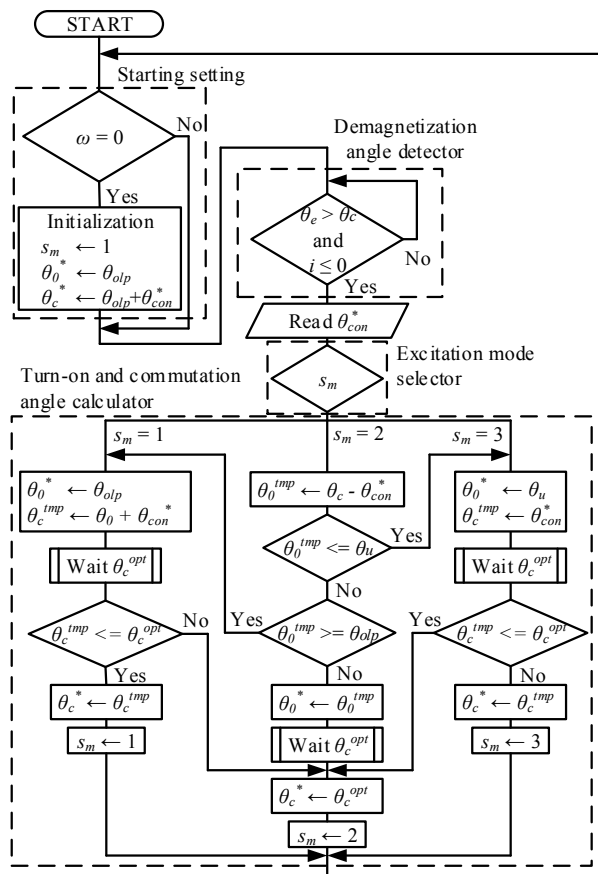 START
Starting setting
ω = 0
No
Yes
Initialization
s_m ← 1
θ_0^* ← θ_olp
θ_c^* ← θ_olp+θ_con^*
Demagnetization
angle detector
θ_e > θ_c
and
i ≤ 0
No
Yes
Read θ_con^*
Excitation mode
selector
s_m
Turn-on and commutation
angle calculator
s_m = 1
s_m = 2
s_m = 3
θ_0^* ← θ_olp
θ_c^tmp ← θ_0 + θ_con^*
Wait θ_c^opt
θ_c^tmp <= θ_c^opt
No
Yes
θ_c^* ← θ_c^tmp
s_m ← 1
θ_0^tmp ← θ_c - θ_con^*
θ_0^tmp <= θ_u
Yes
No
θ_0^tmp >= θ_olp
Yes
No
θ_0^* ← θ_0^tmp
Wait θ_c^opt
θ_c^* ← θ_c^opt
s_m ← 2
θ_0^* ← θ_u
θ_c^tmp ← θ_con^*
Wait θ_c^opt
θ_c^tmp <= θ_c^opt
Yes
No
θ_c^* ← θ_c^tmp
s_m ← 3